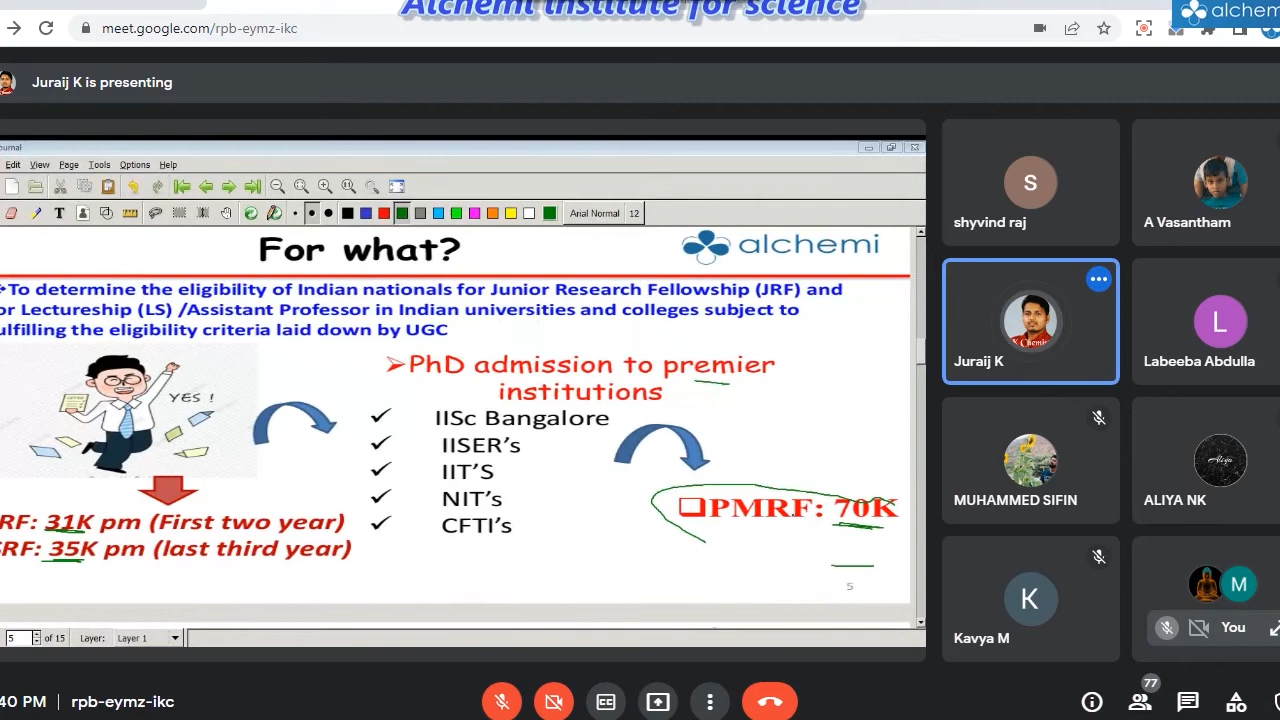 Alchemi institute for science
alchemi
meet.google.com/rpb-eymz-ikc
Juraij K is presenting
ournal
Edit View Page Tools Options Help
Arial Normal 12
For what?
alchemi
To determine the eligibility of Indian nationals for Junior Research Fellowship (JRF) and
or Lectureship (LS) /Assistant Professor in Indian universities and colleges subject to
ulfilling the eligibility criteria laid down by UGC
YES !
➢PhD admission to premier
institutions
✓ IISc Bangalore
✓ IISER’s
✓ IIT’S
✓ NIT’s
✓ CFTI’s
❑PMRF: 70K
RF: 31K pm (First two year)
RF: 35K pm (last third year)
5
5 of 15 Layer: Layer 1
S
shyvind raj
A Vasantham
Juraij K
L
Labeeba Abdulla
MUHAMMED SIFIN
Aliya
ALIYA NK
K
Kavya M
M
You
:40 PM | rpb-eymz-ikc
CC
77